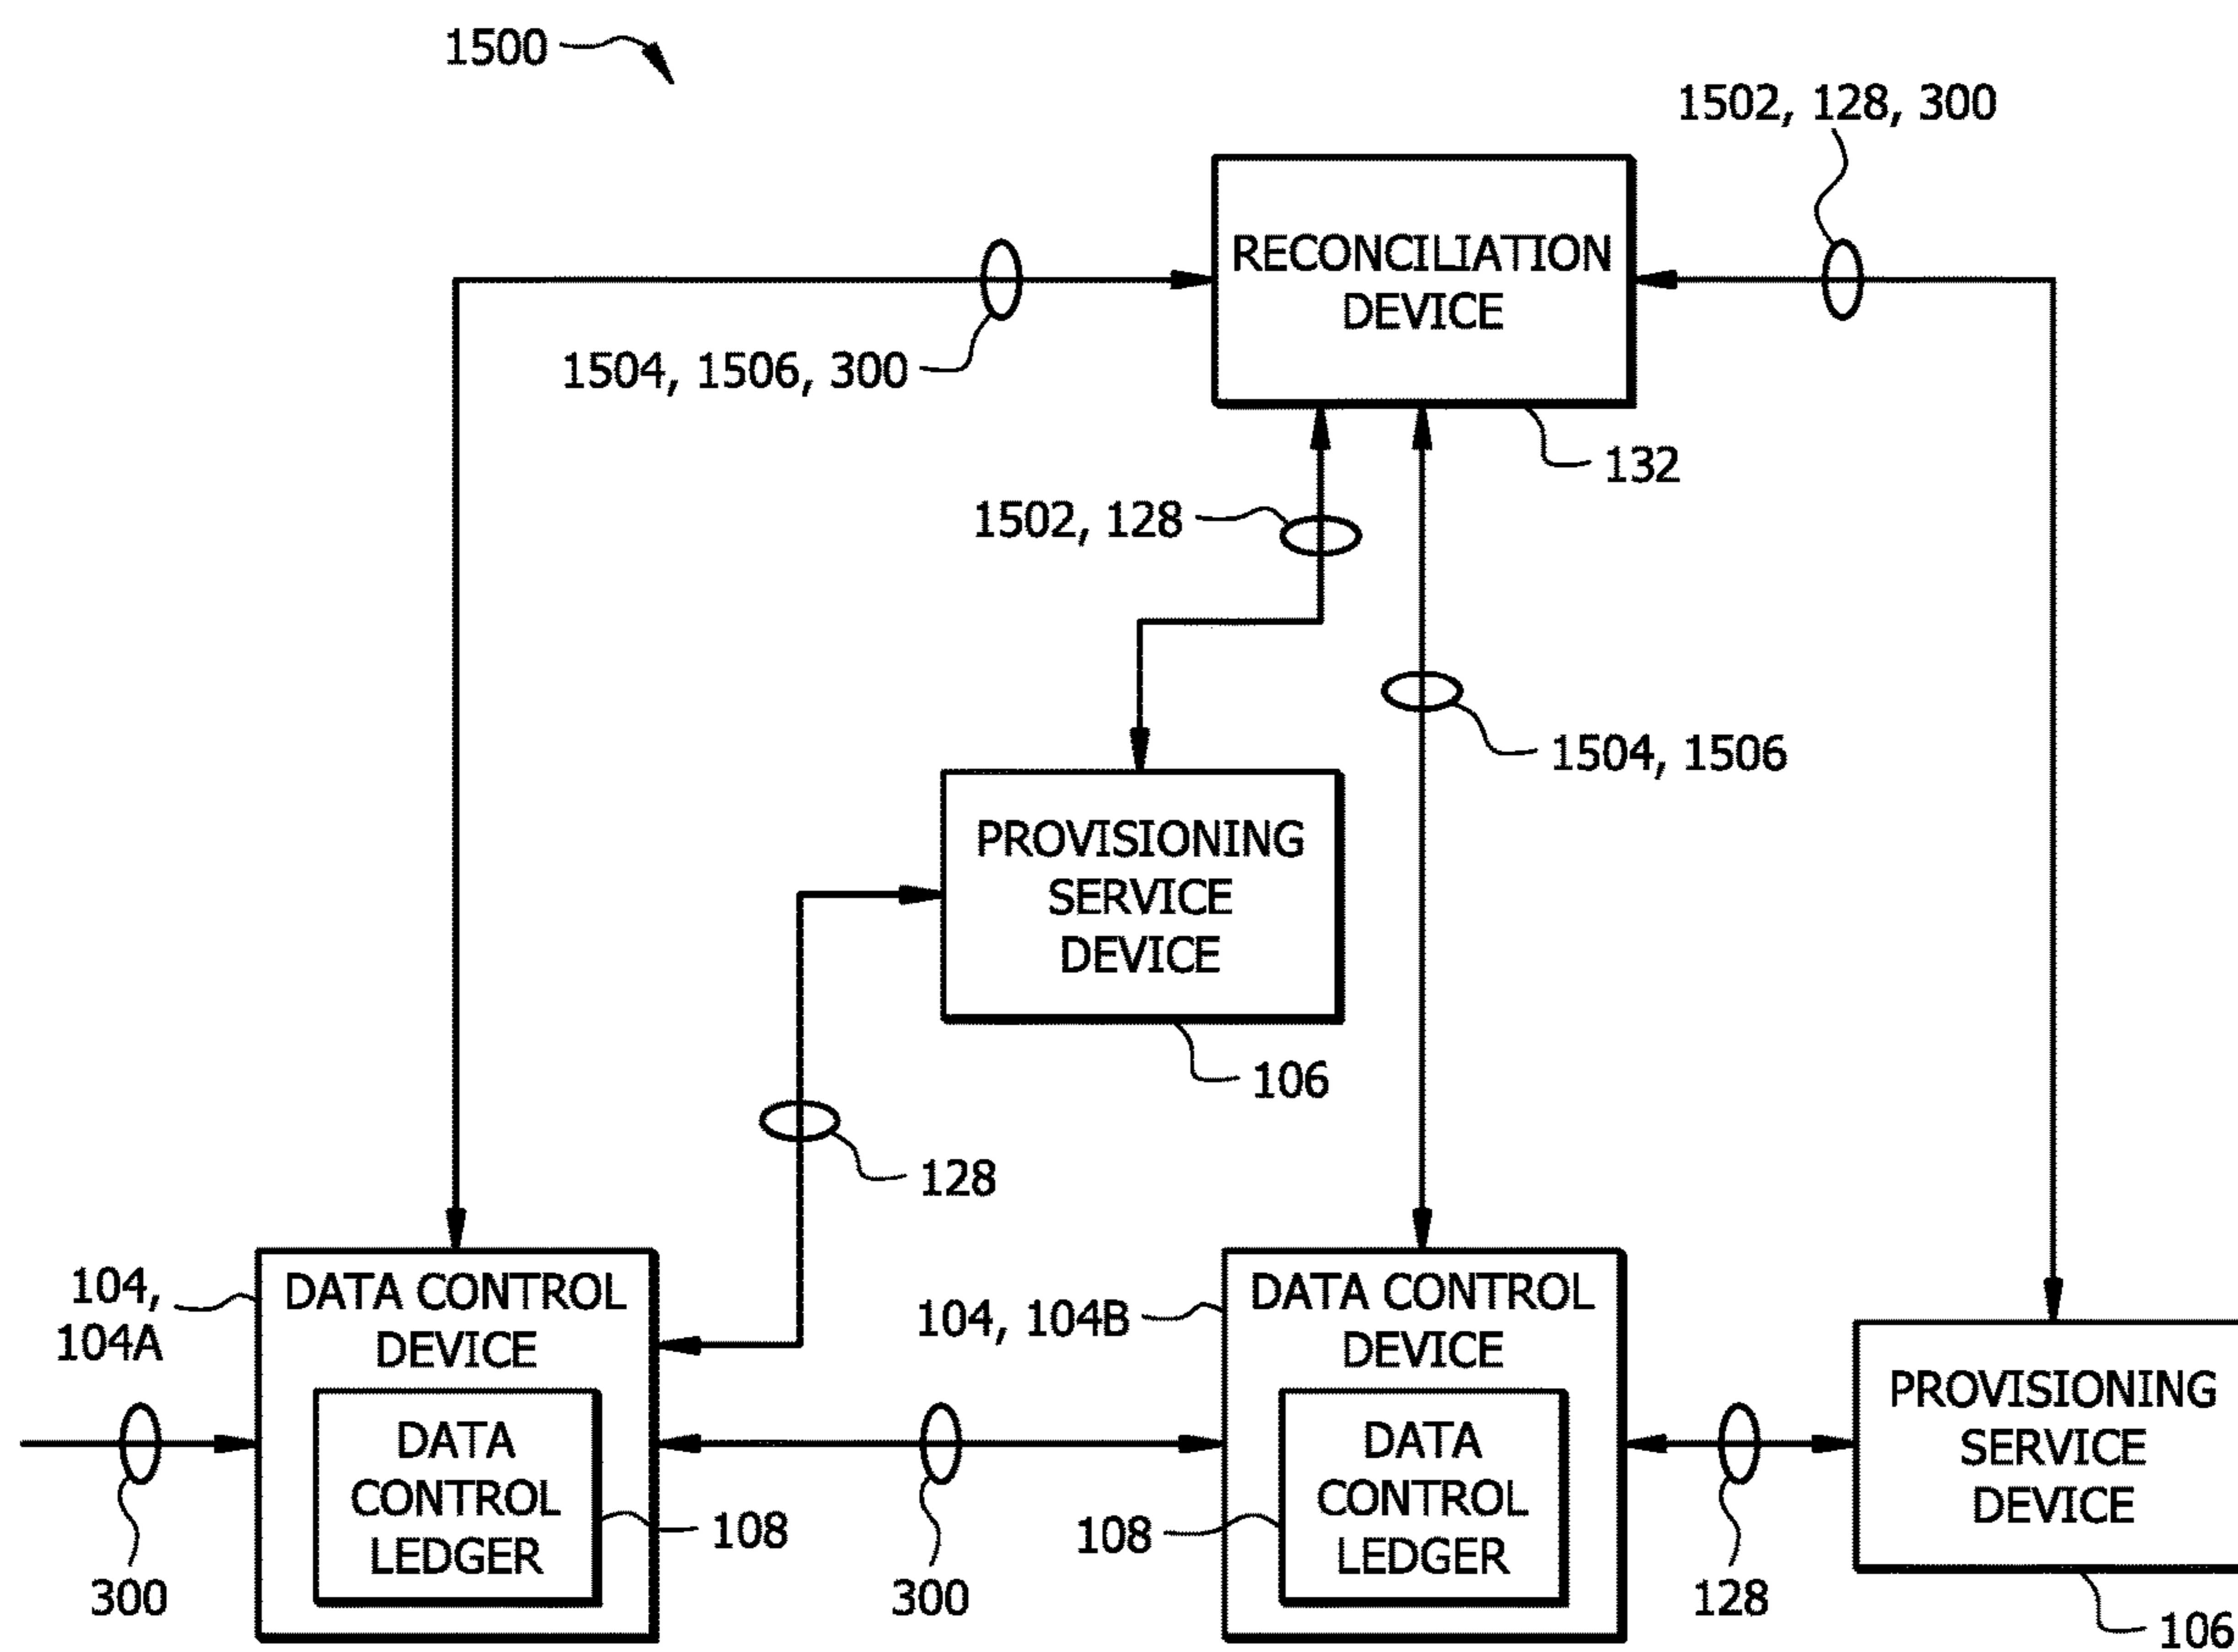 1500
1502, 128, 300
RECONCILIATION
DEVICE
1504, 1506, 300
132
1502, 128
1504, 1506
PROVISIONING
SERVICE
DEVICE
106
128
104,
104A
DATA CONTROL
DEVICE
DATA
CONTROL
LEDGER
108
300
300
104, 104B
DATA CONTROL
DEVICE
DATA
CONTROL
LEDGER
108
128
PROVISIONING
SERVICE
DEVICE
106